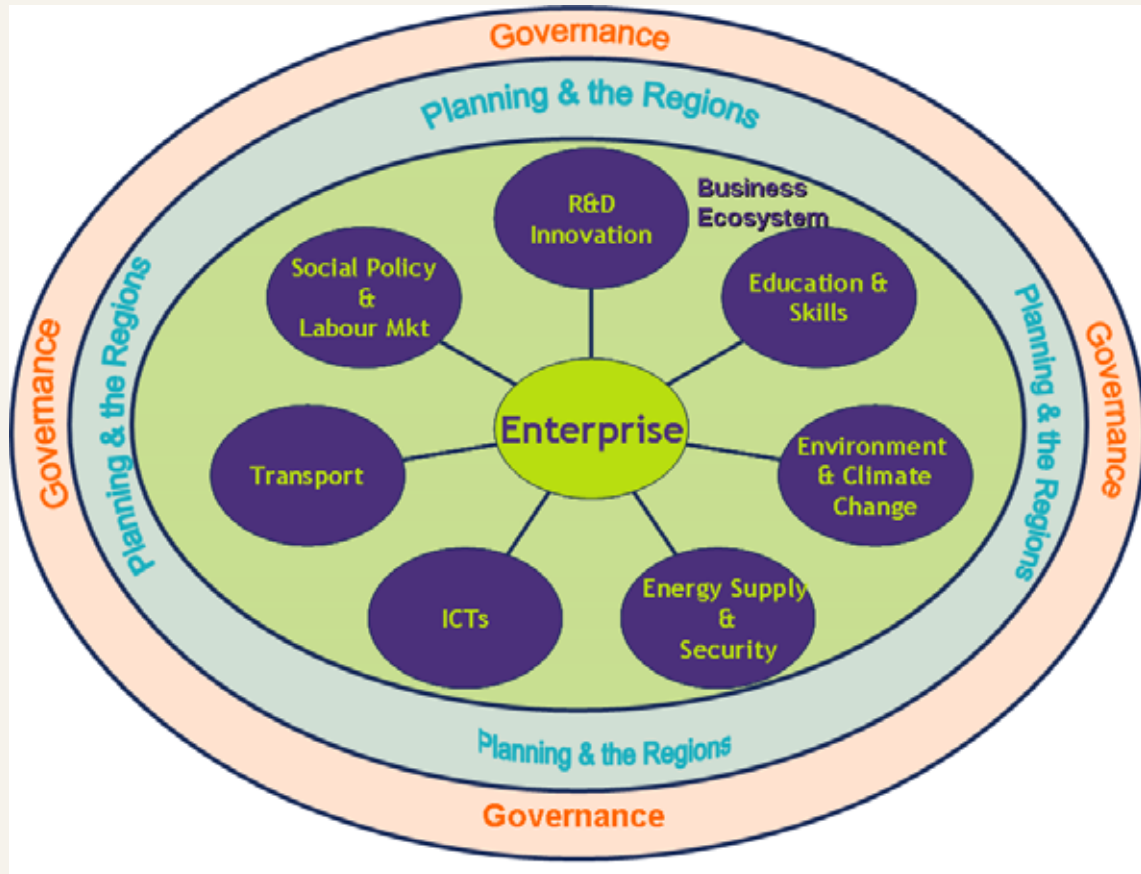 Governance
Planning & the Regions
Business
Ecosystem
R&D
Innovation
Social Policy
&
Labour Mkt
Education &
Skills
Governance
Planning & the Regions
Enterprise
Planning & the Regions
Governance
Transport
Environment
& Climate
Change
ICTs
Energy Supply
&
Security
Planning & the Regions
Governance